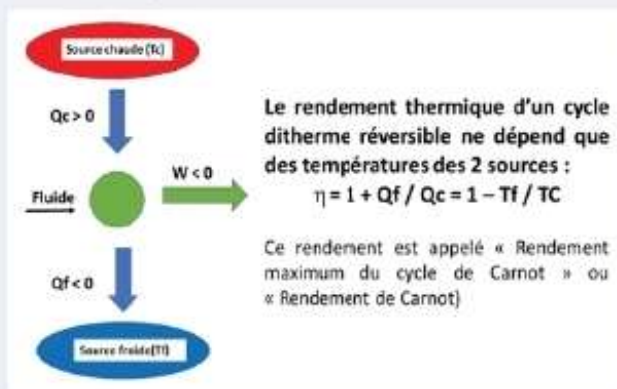 Source chaude (Tc)
Qc > 0
Fluide
W < 0
Qf < 0
Source froide(Tf)
Le rendement thermique d'un cycle
ditherme réversible ne dépend que
des températures des 2 sources :
η = 1 + Qf / Qc = 1 – Tf / TC
Ce rendement est appelé « Rendement
maximum du cycle de Carnot » ou
« Rendement de Carnot)